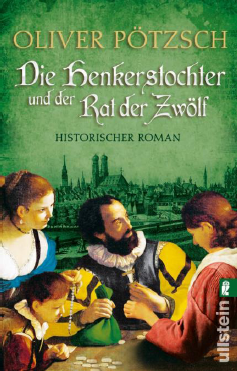 OLIVER PÖTZSCH
Die Henkerstochter
und der Rat der Zwölf
HISTORISCHER ROMAN
ullstein